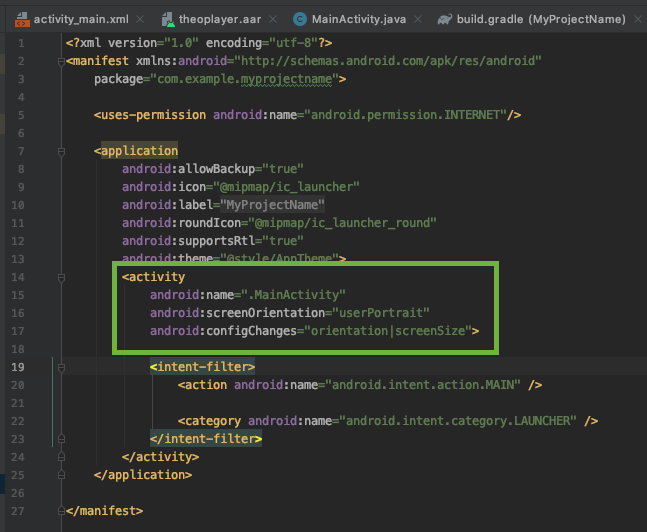 activity_main.xml theoplayer.aar MainActivity.java build.gradle (MyProjectName)
1 <?xml version="1.0" encoding="utf-8"?>
2 <manifest xmlns:android="http://schemas.android.com/apk/res/android"
3 package="com.example.myprojectname">
4
5 <uses-permission android:name="android.permission.INTERNET"/>
6
7 <application
8 android:allowBackup="true"
9 android:icon="@mipmap/ic_launcher"
10 android:label="MyProjectName"
11 android:roundIcon="@mipmap/ic_launcher_round"
12 android:supportsRtl="true"
13 android:theme="@style/AppTheme">
14 <activity
15 android:name=".MainActivity"
16 android:screenOrientation="userPortrait"
17 android:configChanges="orientation|screenSize">
18
19 <intent-filter>
20 <action android:name="android.intent.action.MAIN" />
21
22 <category android:name="android.intent.category.LAUNCHER" />
23 </intent-filter>
24 </activity>
25 </application>
26
27 </manifest>